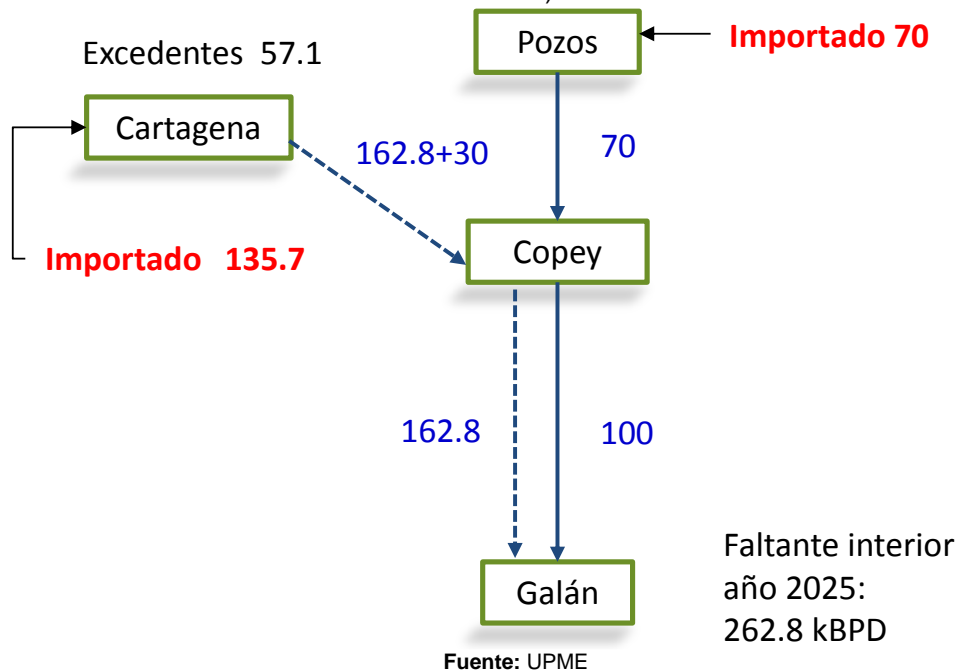 Pozos
Importado 70
Excedentes 57.1
Cartagena
162.8+30
70
Copey
Importado 135.7
162.8
100
Galán
Faltante interior
año 2025:
262.8 kBPD
Fuente: UPME